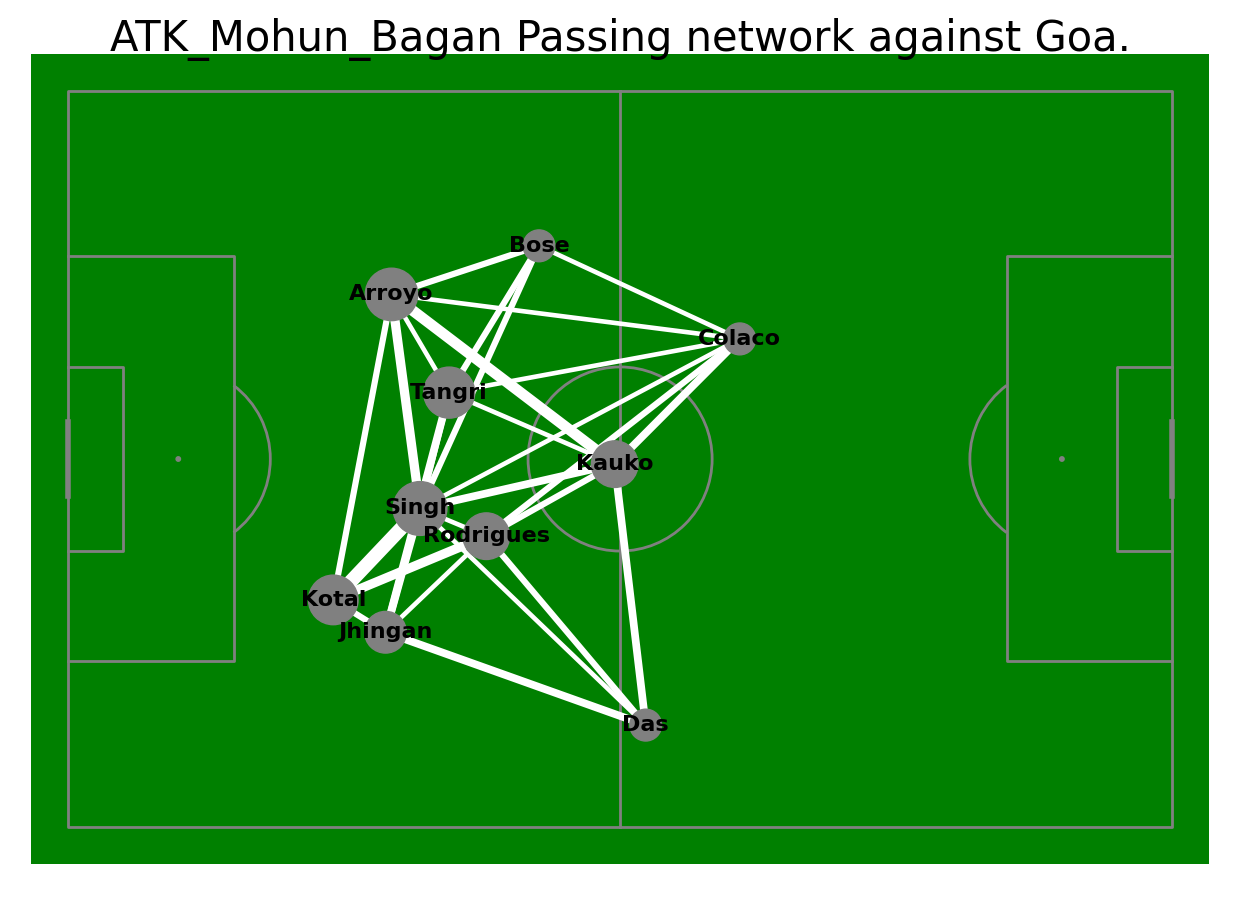 ATK_Mohun_Bagan Passing network against Goa.
Bose
Arroyo
Colaco
Tangri
Kauko
Singh
Rodrigues
Kotal
Jhingan
Das